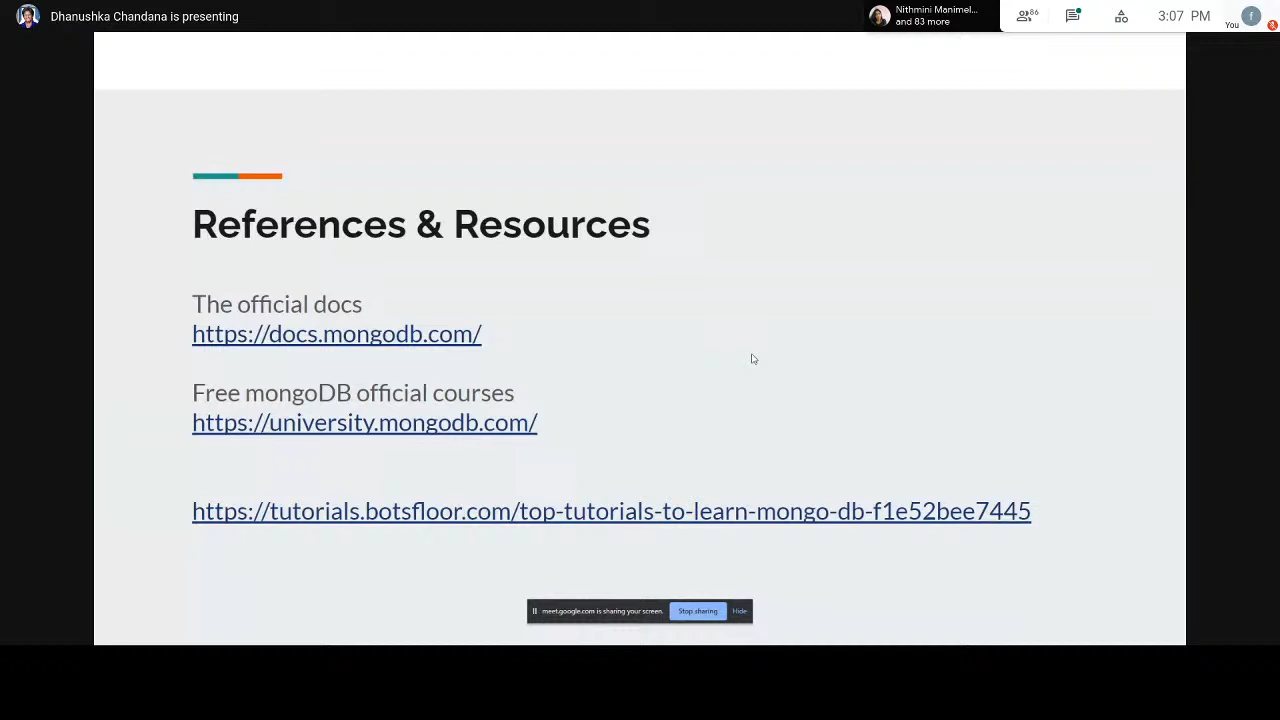 Dhanushka Chandana is presenting
Nithmini Manimel...
and 83 more
86
3:07 PM
You
f
References & Resources
The official docs
https://docs.mongodb.com/
Free mongoDB official courses
https://university.mongodb.com/
https://tutorials.botsfloor.com/top-tutorials-to-learn-mongo-db-f1e52bee7445
meet.google.com is sharing your screen. Stop sharing Hide